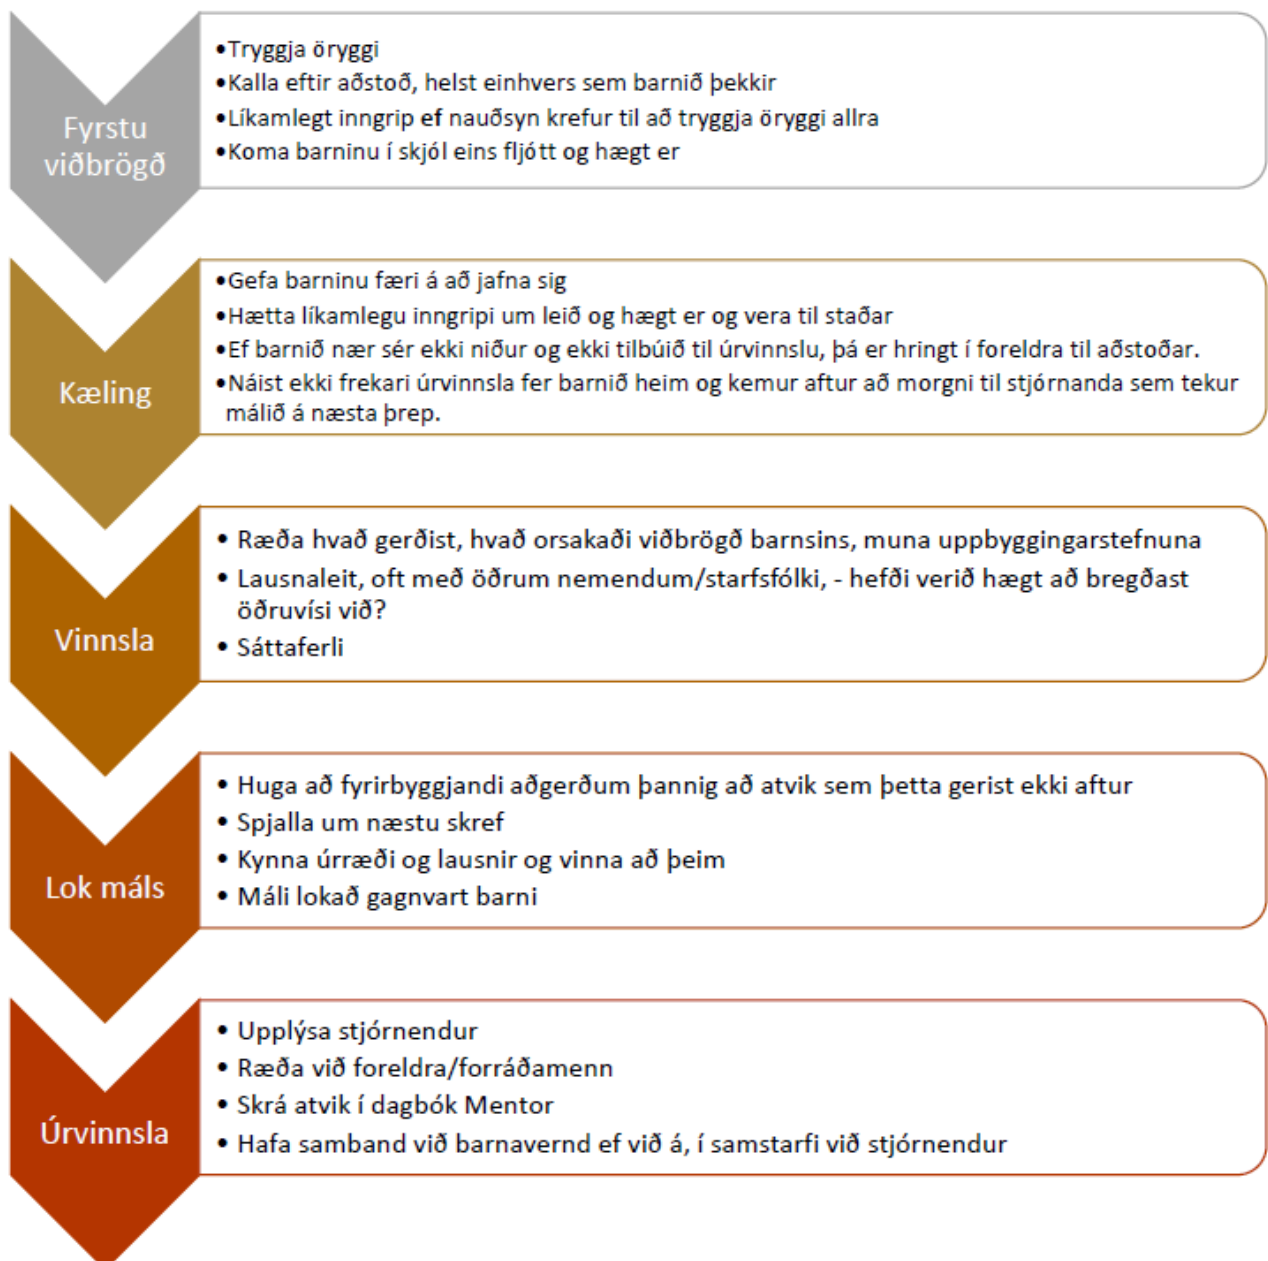 Fyrstu
viðbrögð
•Tryggja öryggi
•Kalla eftir aðstoð, helst einhvers sem barnið þekkir
•Líkamlegt inngrip ef nauðsyn krefur til að tryggja öryggi allra
•Koma barninu í skjól eins fljótt og hægt er
Kæling
•Gefa barninu færi á að jafna sig
•Hætta líkamlegu inngripi um leið og hægt er og vera til staðar
•Ef barnið nær sér ekki niður og ekki tilbúið til úrvinnslu, þá er hringt í foreldra til aðstoðar.
•Náist ekki frekari úrvinnsla fer barnið heim og kemur aftur að morgni til stjórnanda sem tekur
málið á næsta þrep.
Vinnsla
• Ræða hvað gerðist, hvað orsakaði viðbrögð barnsins, muna uppbyggingarstefnuna
• Lausnaleit, oft með öðrum nemendum/starfsfólki, - hefði verið hægt að bregðast
öðruvísi við?
• Sáttaferli
Lok máls
• Huga að fyrirbyggjandi aðgerðum þannig að atvik sem þetta gerist ekki aftur
• Spjalla um næstu skref
• Kynna úrræði og lausnir og vinna að þeim
• Máli lokað gagnvart barni
Úrvinnsla
• Upplýsa stjórnendur
• Ræða við foreldra/forráðamenn
• Skrá atvik í dagbók Mentor
• Hafa samband við barnavernd ef við á, í samstarfi við stjórnendur